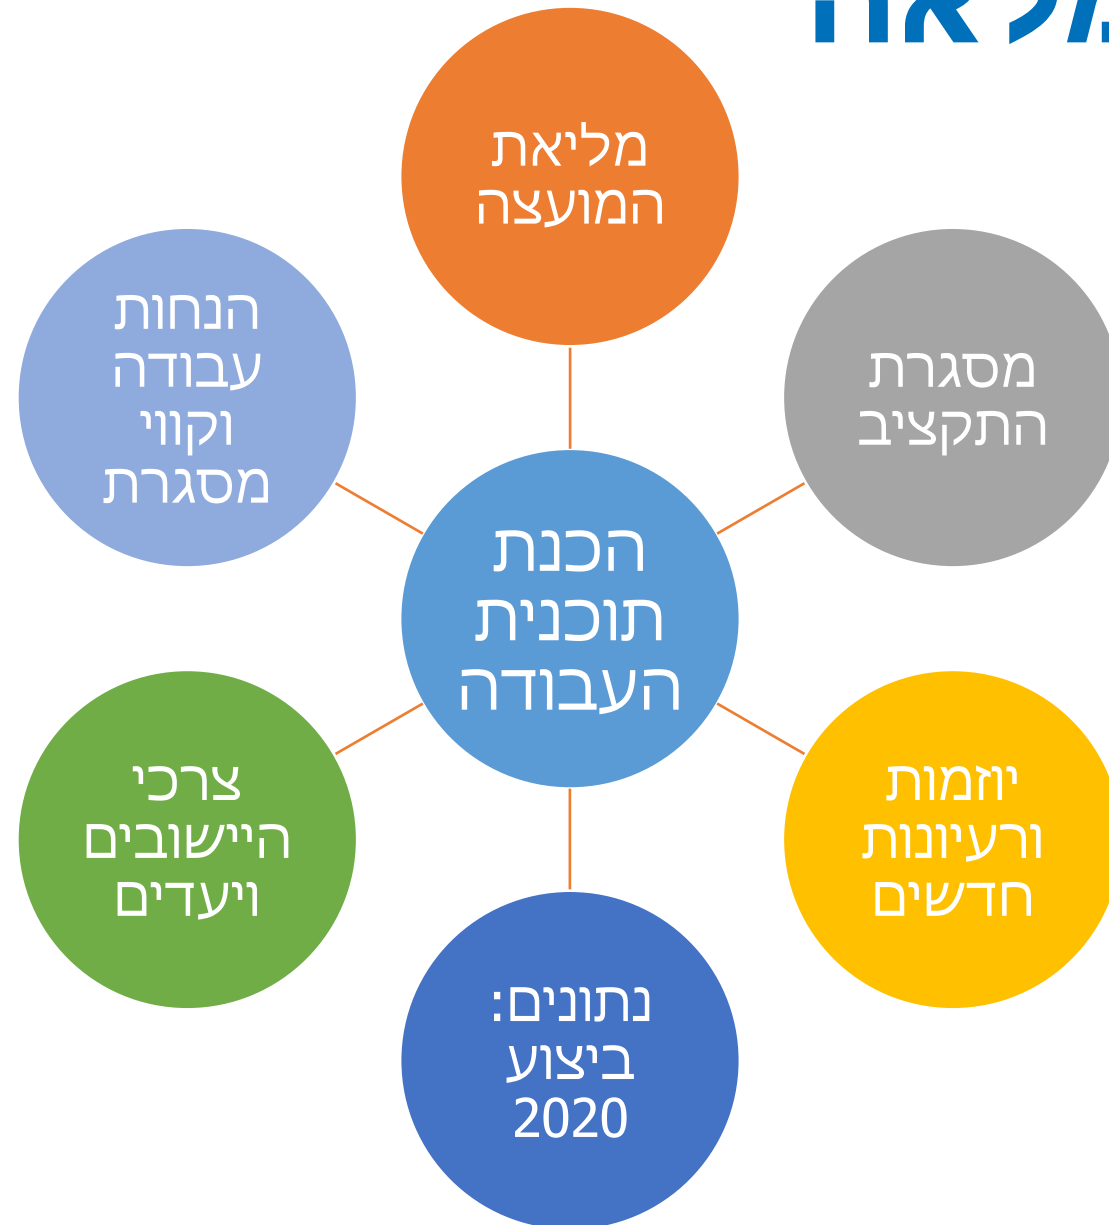 מליאת
המועצה
הנחות
עבודה
וקווי
מסגרת
מסגרת
התקציב
הכנת
תוכנית
העבודה
צרכי
היישובים
ויעדים
יוזמות
ורעיונות
חדשים
נתונים:
ביצוע
2020